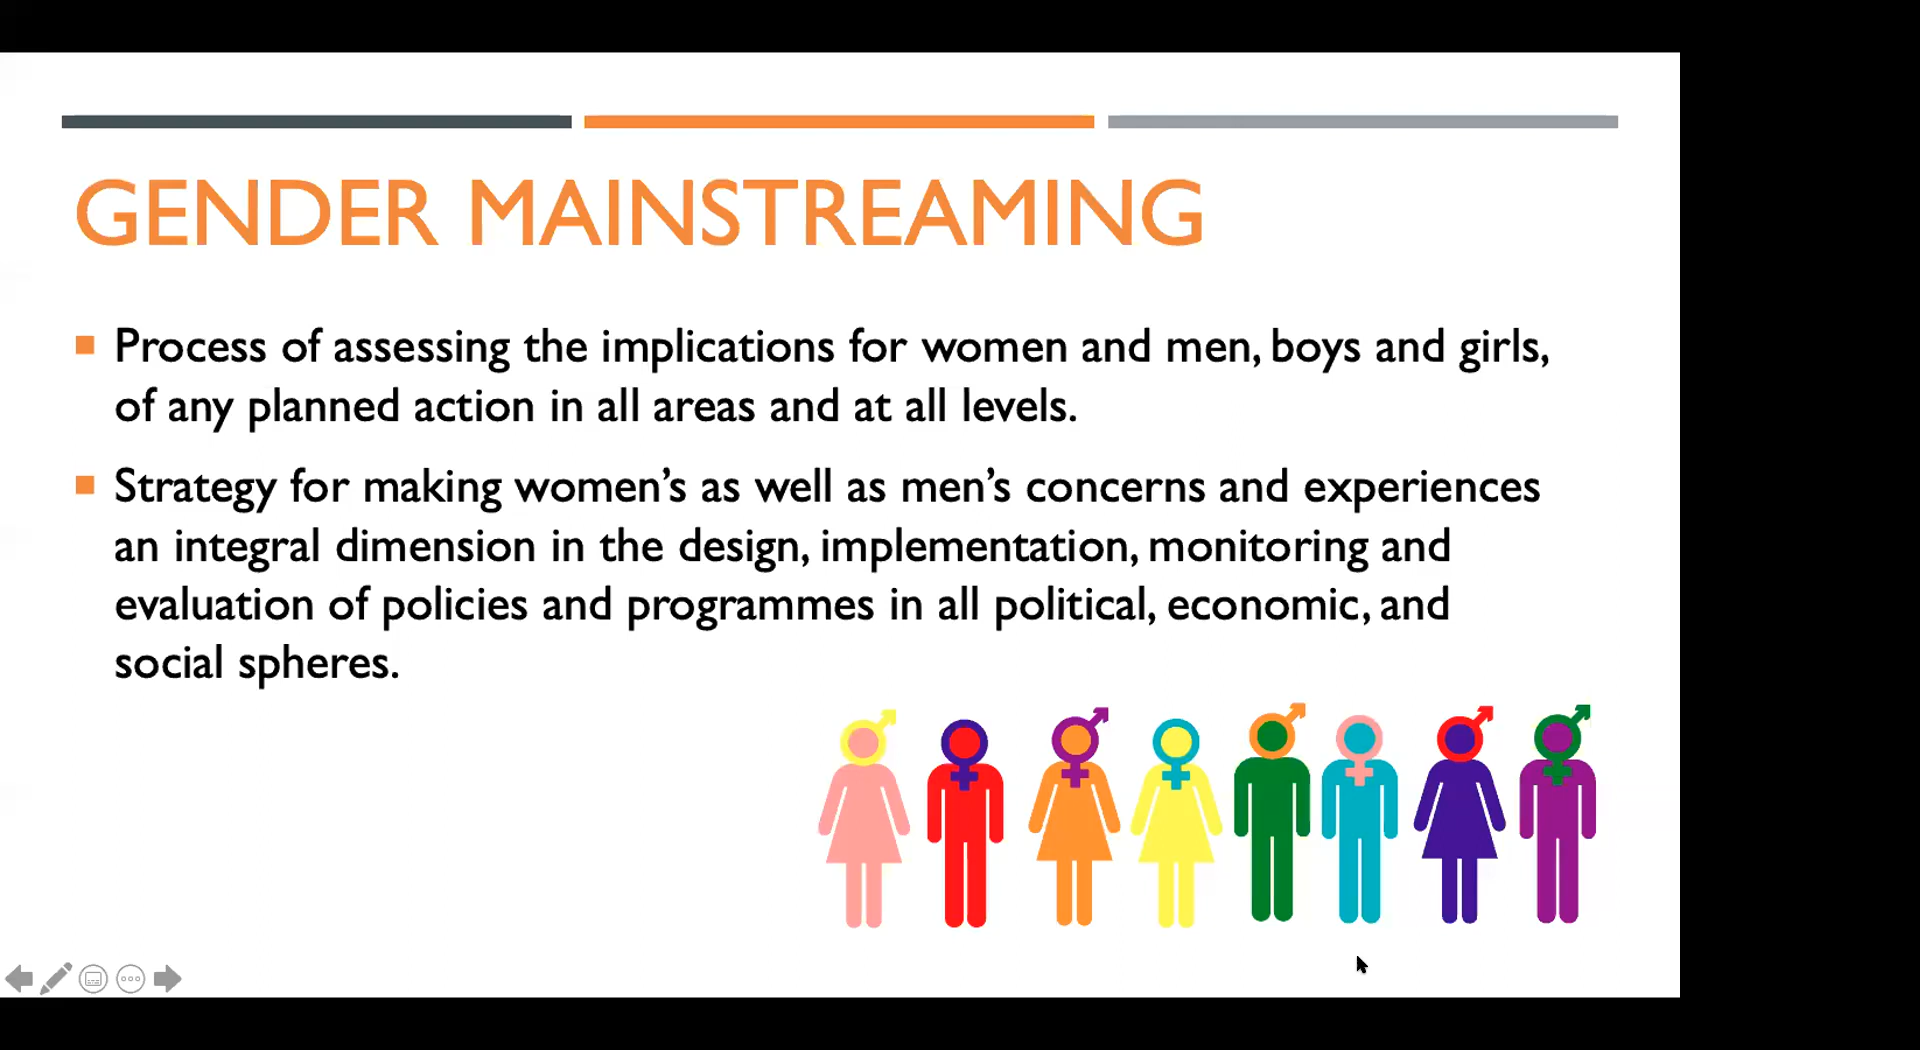 GENDER MAINSTREAMING
Process of assessing the implications for women and men, boys and girls,
of any planned action in all areas and at all levels.
Strategy for making women’s as well as men’s concerns and experiences
an integral dimension in the design, implementation, monitoring and
evaluation of policies and programmes in all political, economic, and
social spheres.